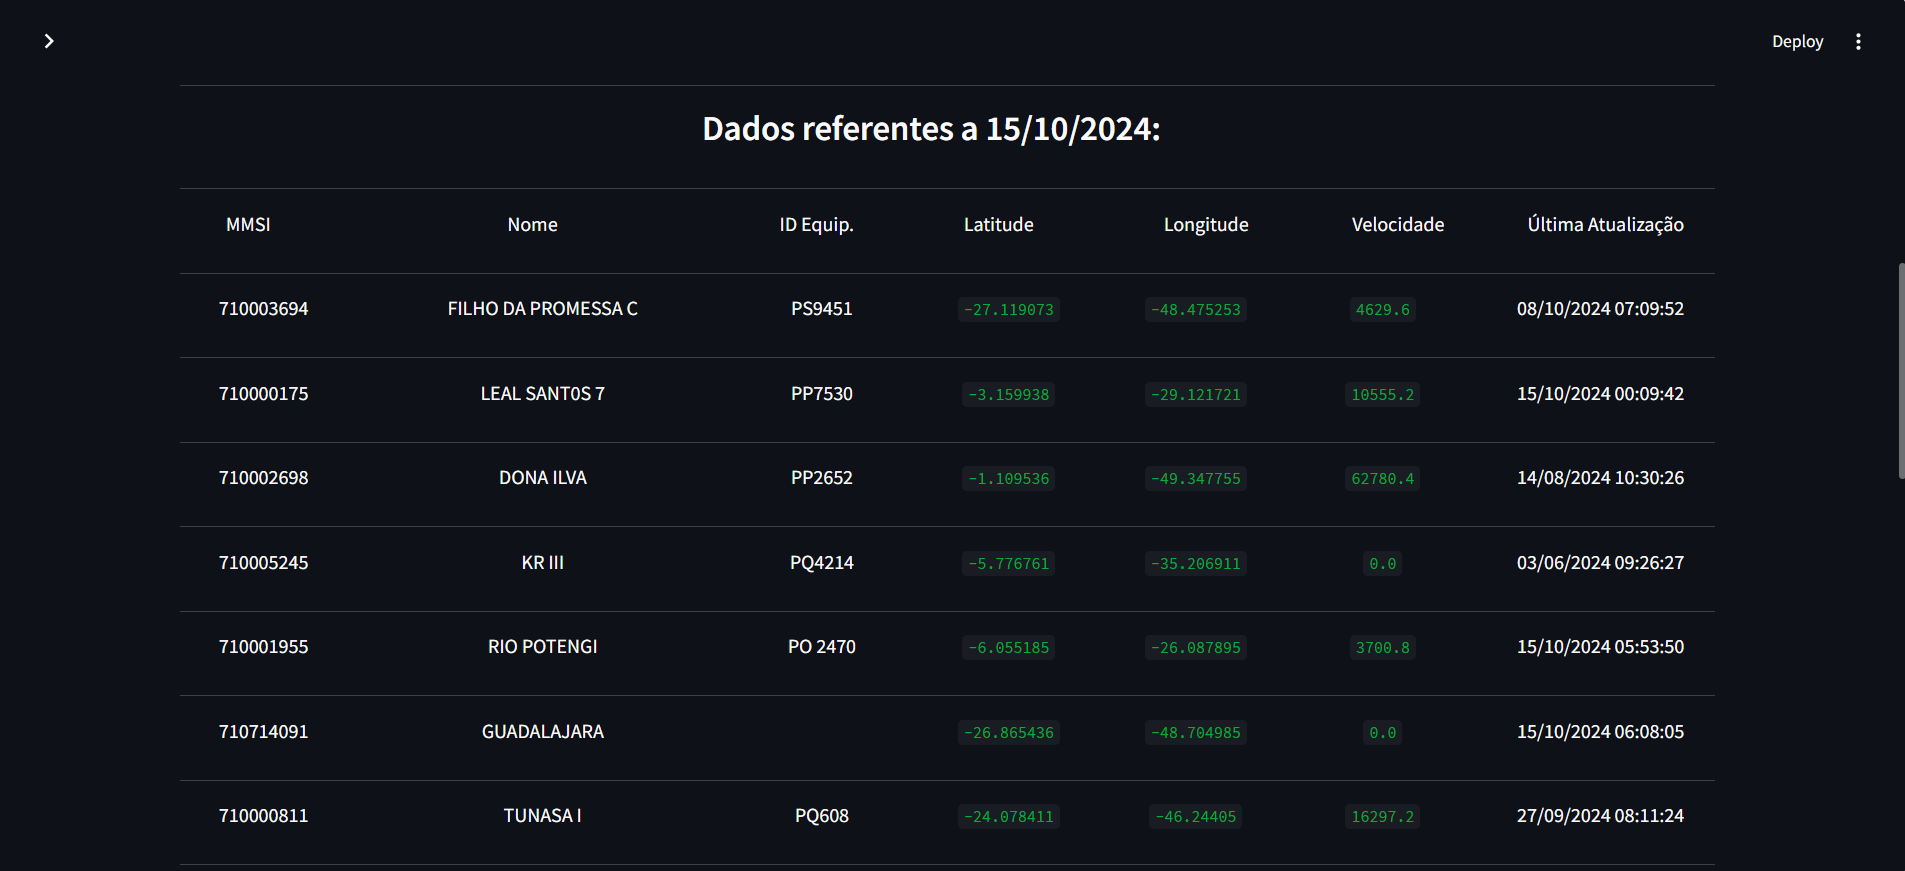 Deploy
Dados referentes a 15/10/2024:
MMSI Nome ID Equip. Latitude Longitude Velocidade Última Atualização
710003694 FILHO DA PROMESSA C PS9451 -27.119073 -48.475253 4629.6 08/10/2024 07:09:52
710000175 LEAL SANT0S 7 PP7530 -3.159938 -29.121721 10555.2 15/10/2024 00:09:42
710002698 DONA ILVA PP2652 -1.109536 -49.347755 62780.4 14/08/2024 10:30:26
710005245 KR III PQ4214 -5.776761 -35.206911 0.0 03/06/2024 09:26:27
710001955 RIO POTENGI PO 2470 -6.055185 -26.087895 3700.8 15/10/2024 05:53:50
710714091 GUADALAJARA -26.865436 -48.704985 0.0 15/10/2024 06:08:05
710000811 TUNASA I PQ608 -24.078411 -46.24405 16297.2 27/09/2024 08:11:24